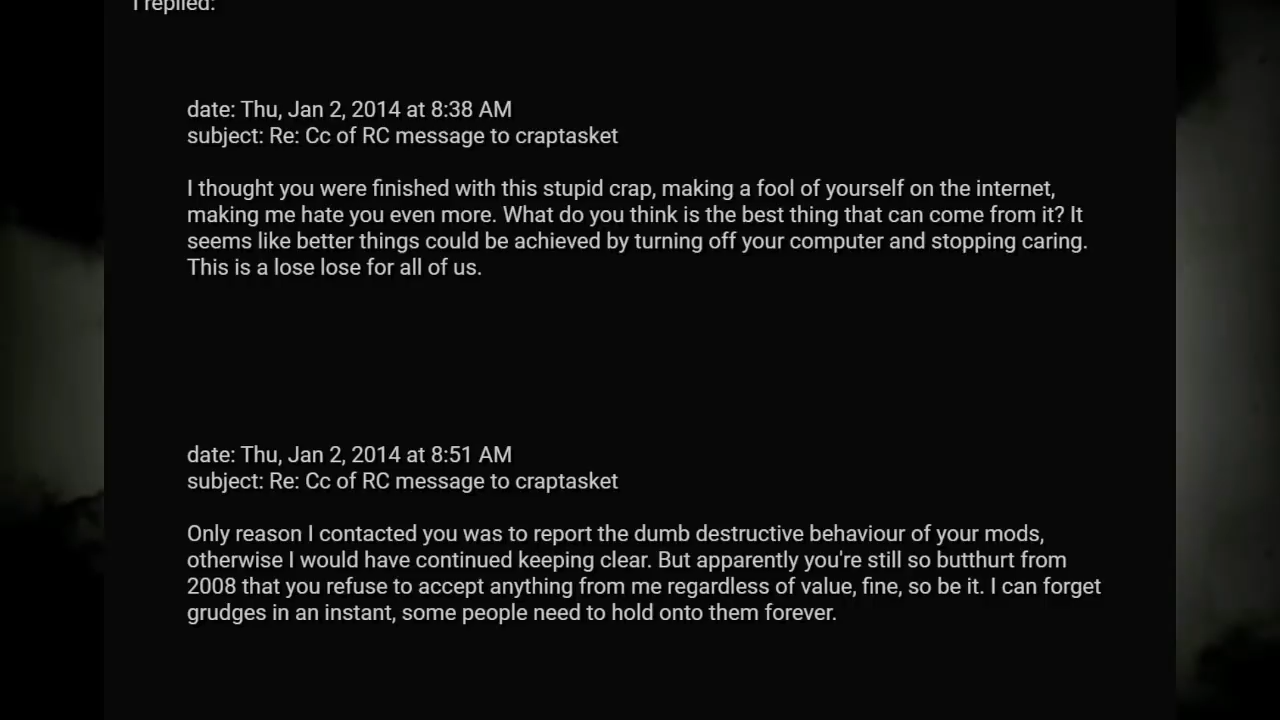 I replied:
date: Thu, Jan 2, 2014 at 8:38 AM
subject: Re: Cc of RC message to craptasket
I thought you were finished with this stupid crap, making a fool of yourself on the internet,
making me hate you even more. What do you think is the best thing that can come from it? It
seems like better things could be achieved by turning off your computer and stopping caring.
This is a lose lose for all of us.
date: Thu, Jan 2, 2014 at 8:51 AM
subject: Re: Cc of RC message to craptasket
Only reason I contacted you was to report the dumb destructive behaviour of your mods,
otherwise I would have continued keeping clear. But apparently you're still so butthurt from
2008 that you refuse to accept anything from me regardless of value, fine, so be it. I can forget
grudges in an instant, some people need to hold onto them forever.